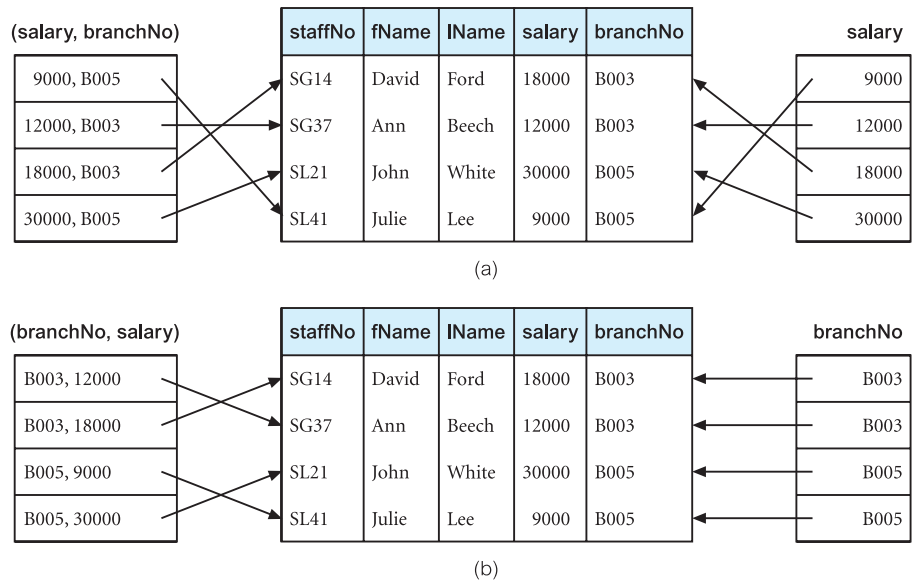 (salary, branchNo) staffNo fName lName salary branchNo salary
9000, B005 SG14 David Ford 18000 B003 9000
12000, B003 SG37 Ann Beech 12000 B003 12000
18000, B003 SL21 John White 30000 B005 18000
30000, B005 SL41 Julie Lee 9000 B005 30000
(a)
(branchNo, salary) staffNo fName lName salary branchNo branchNo
B003, 12000 SG14 David Ford 18000 B003 B003
B003, 18000 SG37 Ann Beech 12000 B003 B003
B005, 9000 SL21 John White 30000 B005 B005
B005, 30000 SL41 Julie Lee 9000 B005 B005
(b)